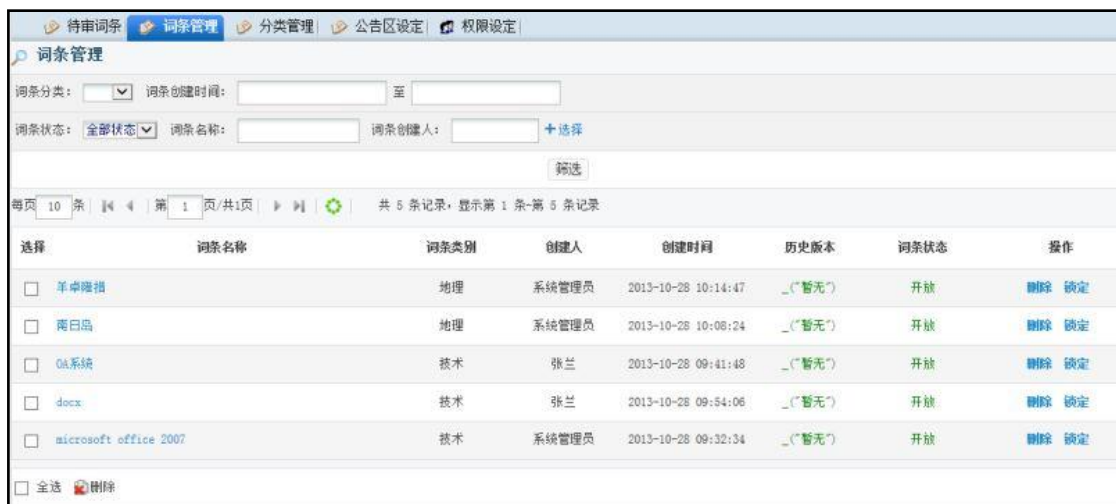 待审词条 词条管理 分类管理 公告区设定 权限设定
词条管理
词条分类: 词条创建时间: 至
词条状态: 全部状态 词条名称: 词条创建人: +选择
筛选
每页 10 条 第 1 页/共1页 共 5 条记录,显示第 1 条-第 5 条记录
选择 词条名称 词条类别 创建人 创建时间 历史版本 词条状态 操作
羊卓雍措 地理 系统管理员 2013-10-28 10:14:47 _("暂无") 开放 删除 锁定
南日岛 地理 系统管理员 2013-10-28 10:08:24 _("暂无") 开放 删除 锁定
OA系统 技术 张兰 2013-10-28 09:41:48 _("暂无") 开放 删除 锁定
docx 技术 张兰 2013-10-28 09:54:06 _("暂无") 开放 删除 锁定
microsoft office 2007 技术 系统管理员 2013-10-28 09:32:34 _("暂无") 开放 删除 锁定
全选 删除